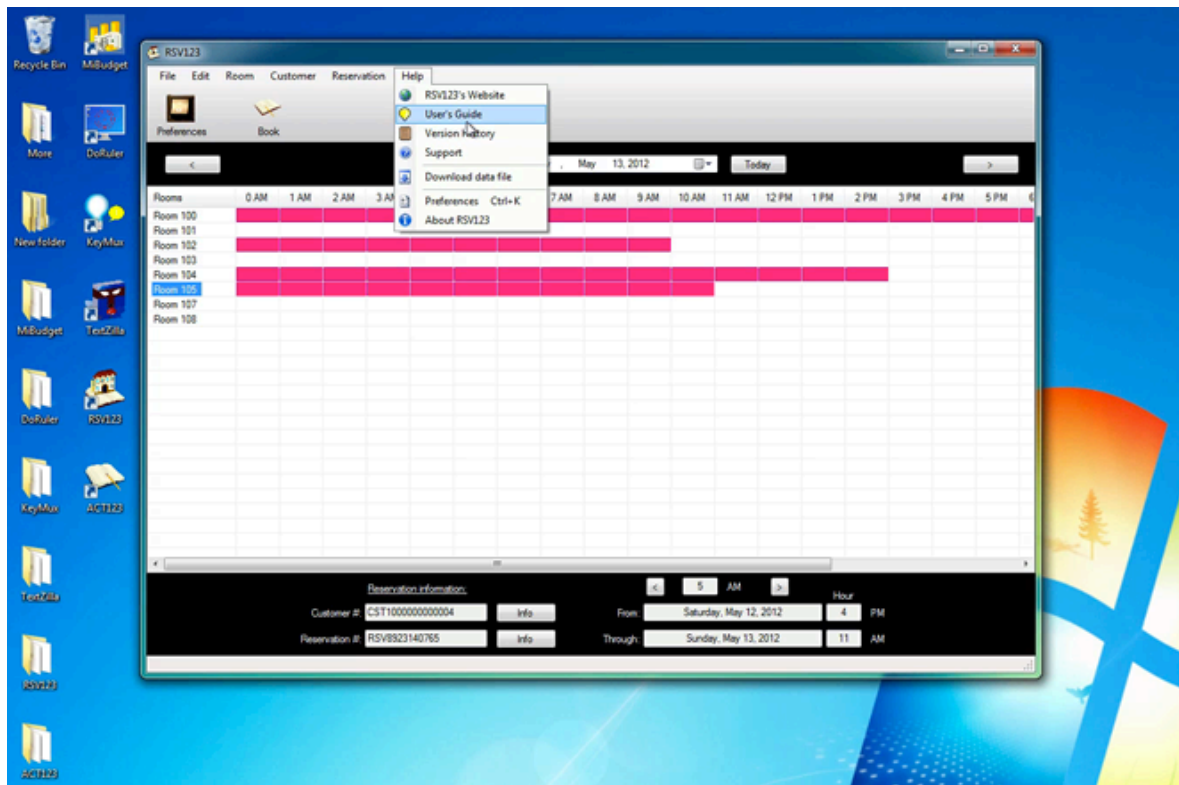 Recycle Bin
MiBudget
More
DoRuler
New folder
KeyMux
MiBudget
TextZilla
DoRuler
RSV123
KeyMux
ACT123
TextZilla
RSV123
ACT123
RSV123
File Edit Room Customer Reservation Help
Preferences Book
RSV123's Website
User's Guide
Version History
Support
Download data file
Preferences Ctrl+K
About RSV123
< , May 13, 2012 Today >
Rooms 0 AM 1 AM 2 AM 3 AM 7 AM 8 AM 9 AM 10 AM 11 AM 12 PM 1 PM 2 PM 3 PM 4 PM 5 PM 6
Room 100
Room 101
Room 102
Room 103
Room 104
Room 105
Room 107
Room 108
Reservation information: < 5 AM >
Hour
Customer #: CST1000000000004 Info From: Saturday, May 12, 2012 4 PM
Reservation #: RSV8923140765 Info Through: Sunday, May 13, 2012 11 AM